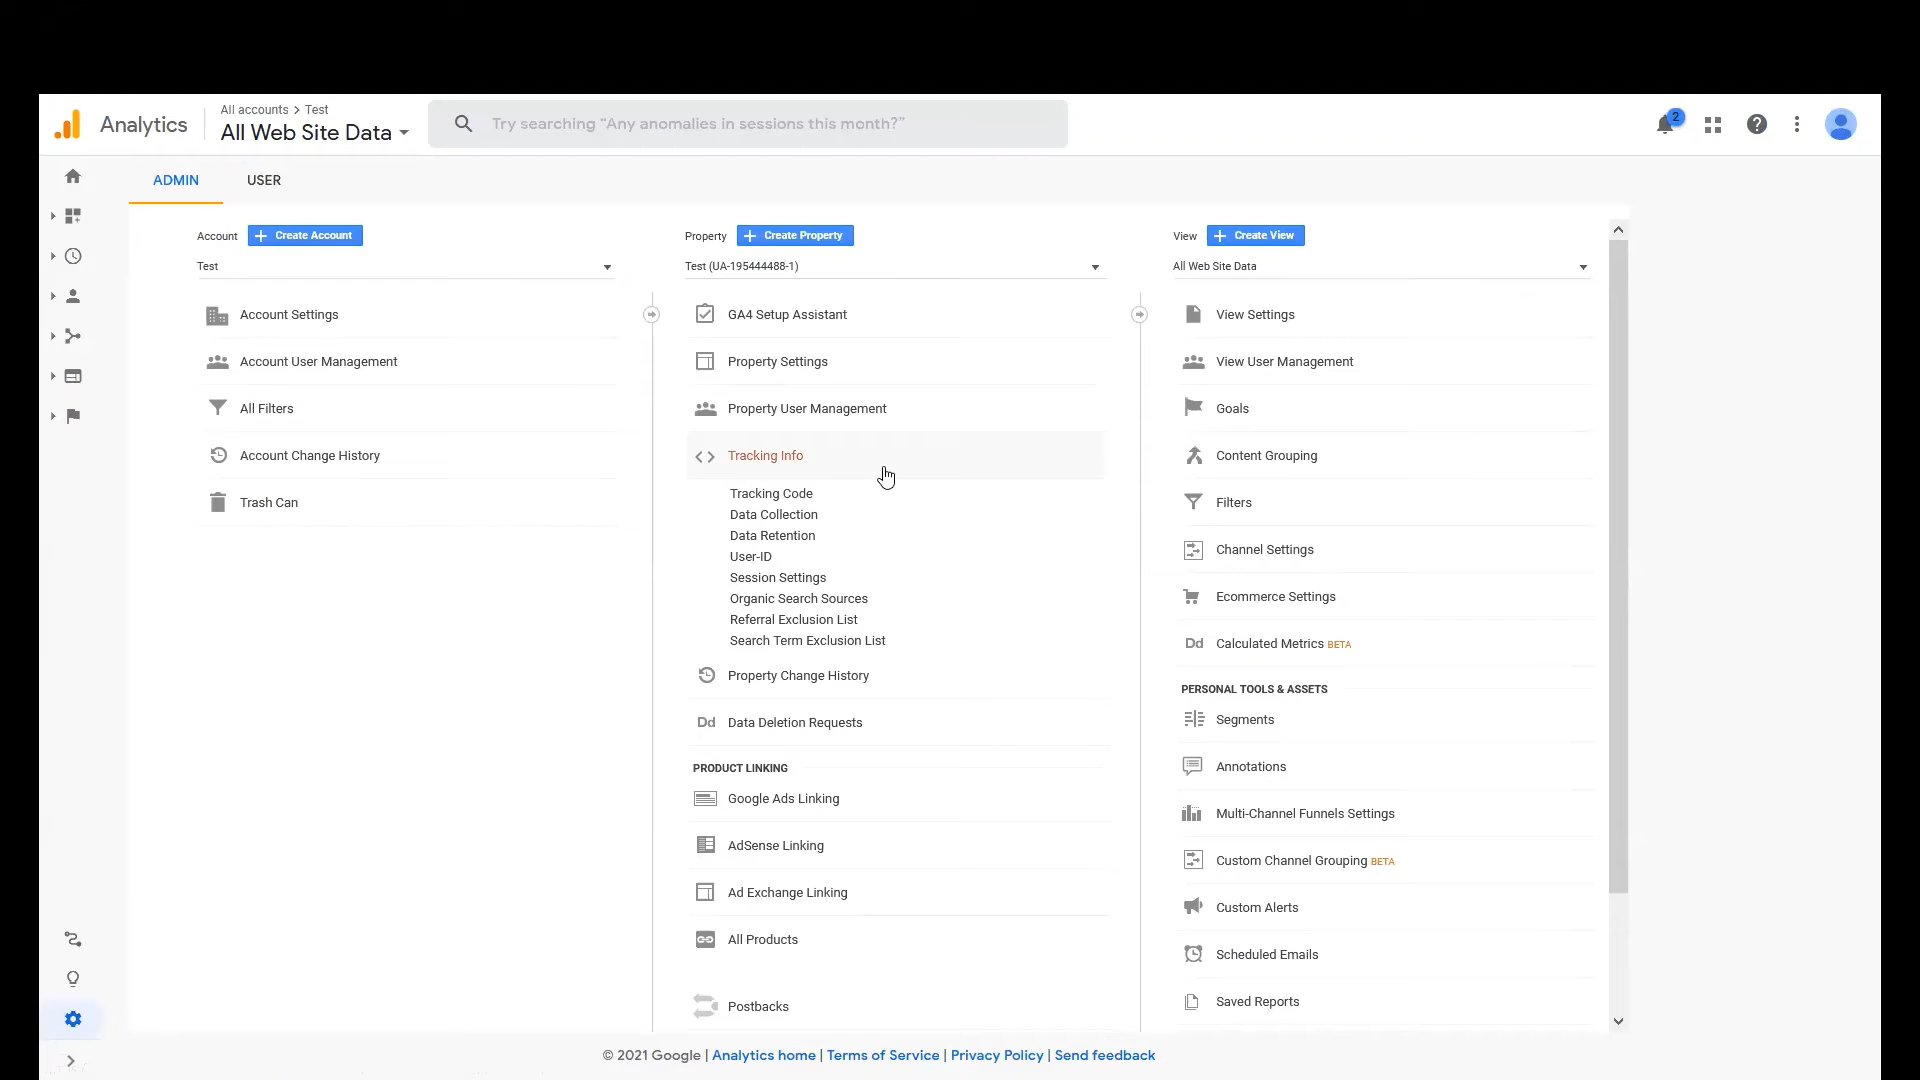 Analytics
All accounts > Test
All Web Site Data
Try searching “Any anomalies in sessions this month?”
2
ADMIN
USER
Account
Create Account
Test
Account Settings
Account User Management
All Filters
Account Change History
Trash Can
Property
Create Property
Test (UA-195444488-1)
GA4 Setup Assistant
Property Settings
Property User Management
Tracking Info
Tracking Code
Data Collection
Data Retention
User-ID
Session Settings
Organic Search Sources
Referral Exclusion List
Search Term Exclusion List
Property Change History
Dd Data Deletion Requests
PRODUCT LINKING
Google Ads Linking
AdSense Linking
Ad Exchange Linking
All Products
Postbacks
View
Create View
All Web Site Data
View Settings
View User Management
Goals
Content Grouping
Filters
Channel Settings
Ecommerce Settings
Dd Calculated Metrics BETA
PERSONAL TOOLS & ASSETS
Segments
Annotations
Multi-Channel Funnels Settings
Custom Channel Grouping BETA
Custom Alerts
Scheduled Emails
Saved Reports
© 2021 Google | Analytics home | Terms of Service | Privacy Policy | Send feedback